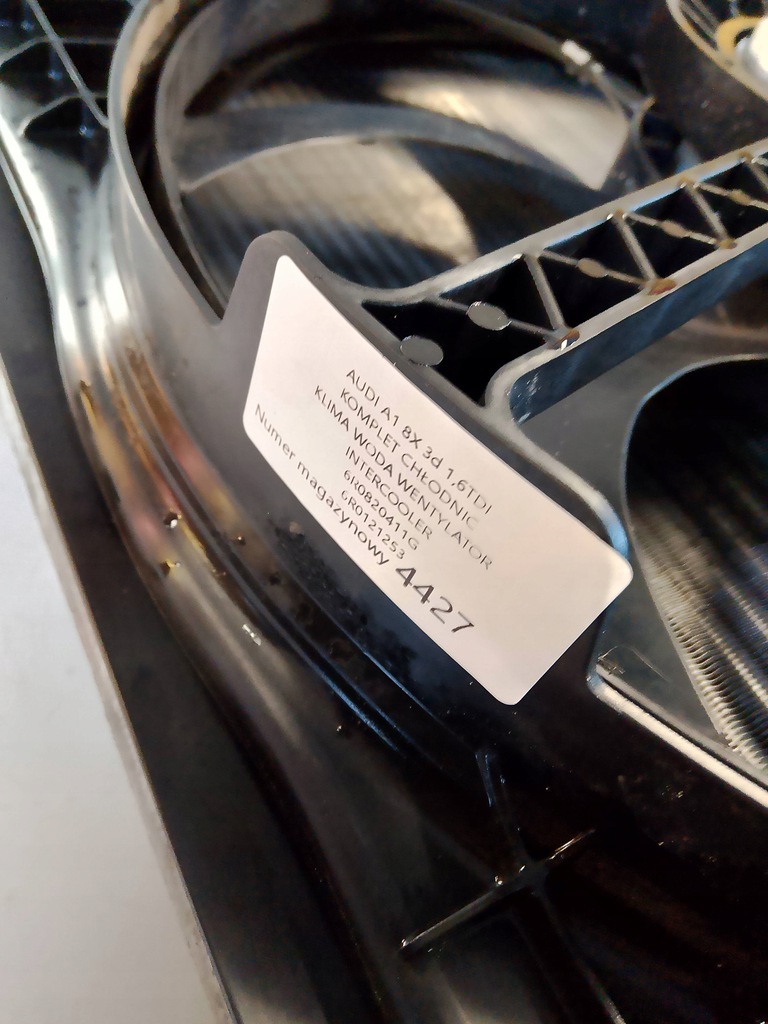 AUDI A1 8X 3d 1,6TDI
KOMPLET CHŁODNIC
KLIMA WODA WENTYLATOR
INTERCOOLER
6R0820411G
6R0121253
Numer magazynowy 4427